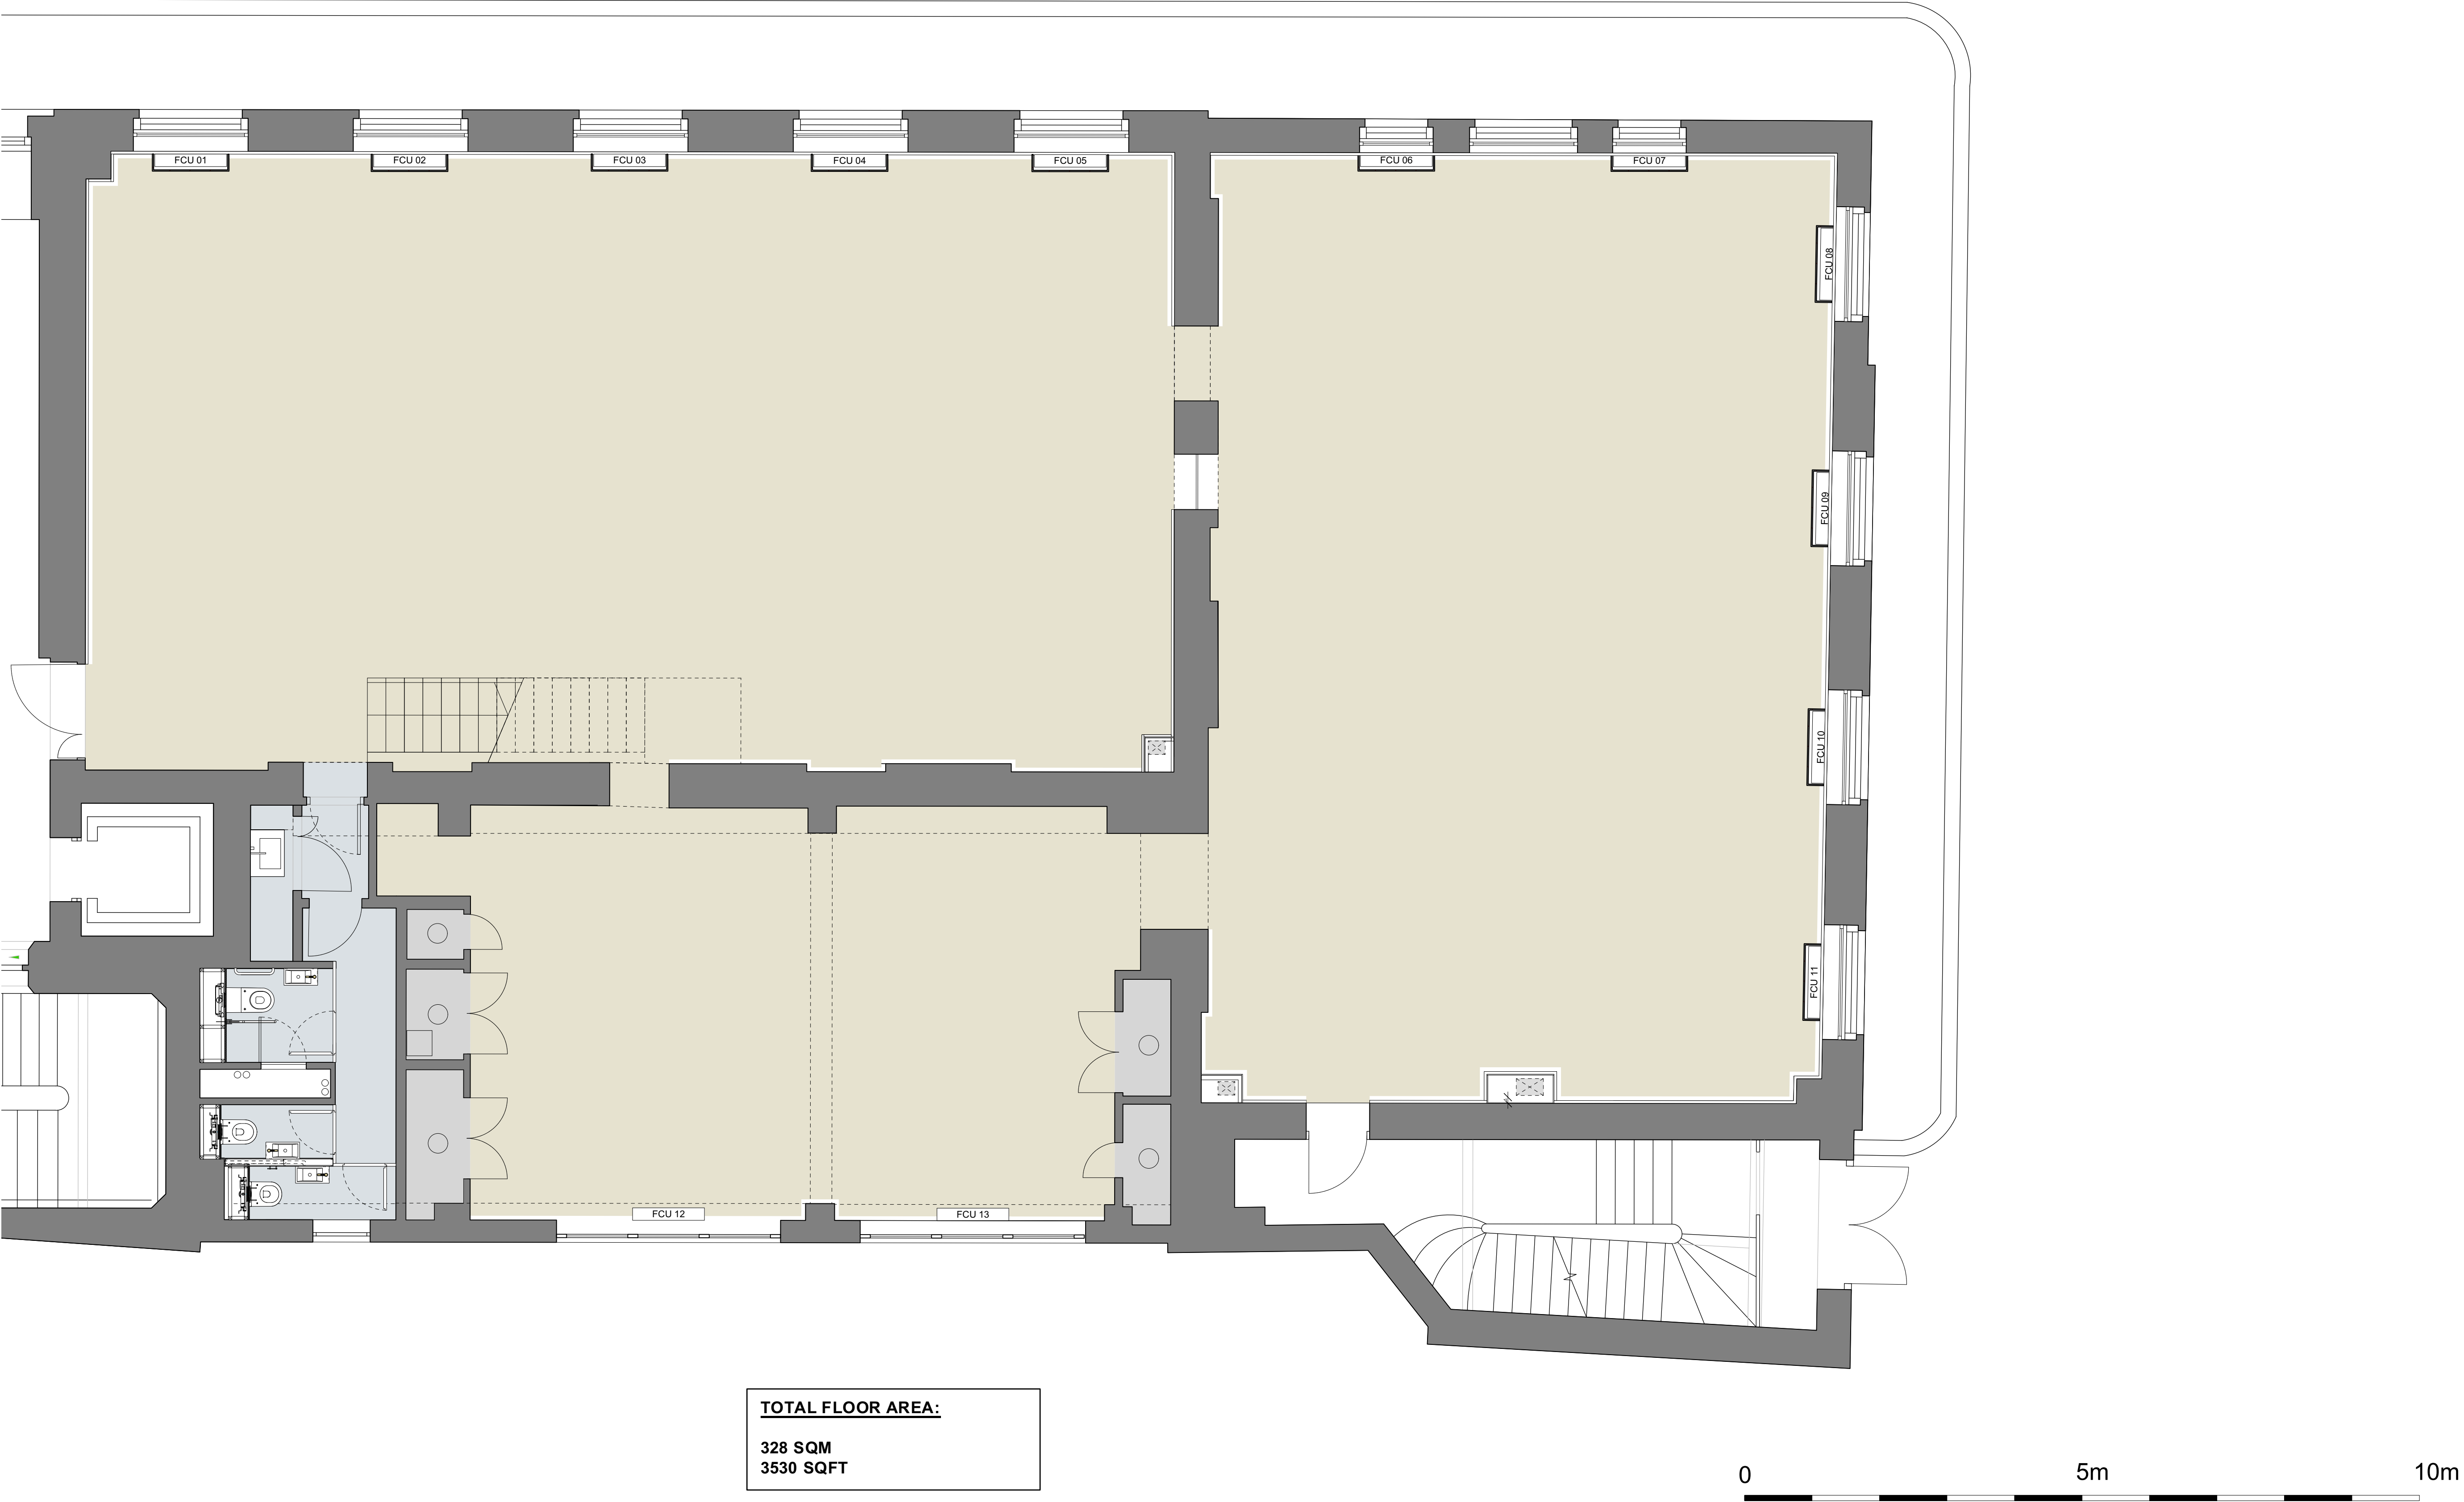 FCU 01
FCU 02
FCU 03
FCU 04
FCU 05
FCU 06
FCU 07
FCU 08
FCU 09
FCU 10
FCU 11
FCU 12
FCU 13
TOTAL FLOOR AREA:
328 SQM
3530 SQFT
0
5m
10m